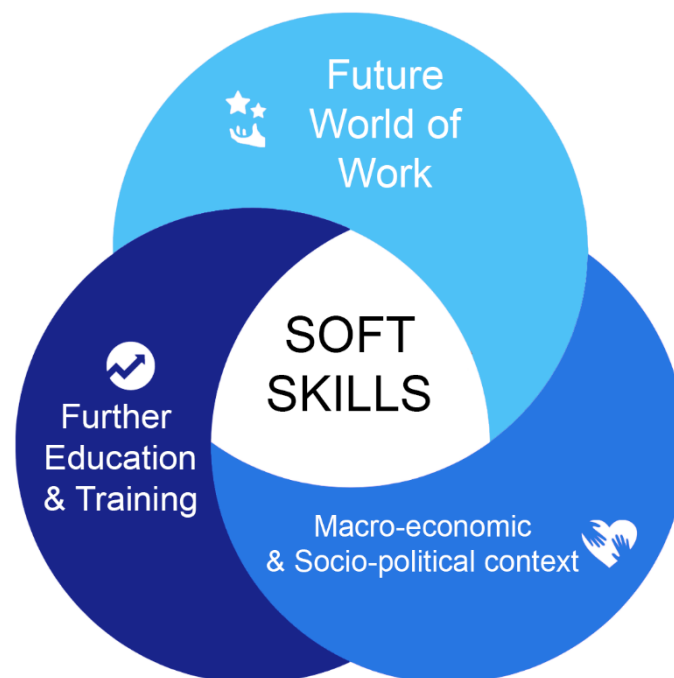 Future
World of
Work
SOFT
SKILLS
Further
Education
& Training
Macro-economic
& Socio-political context